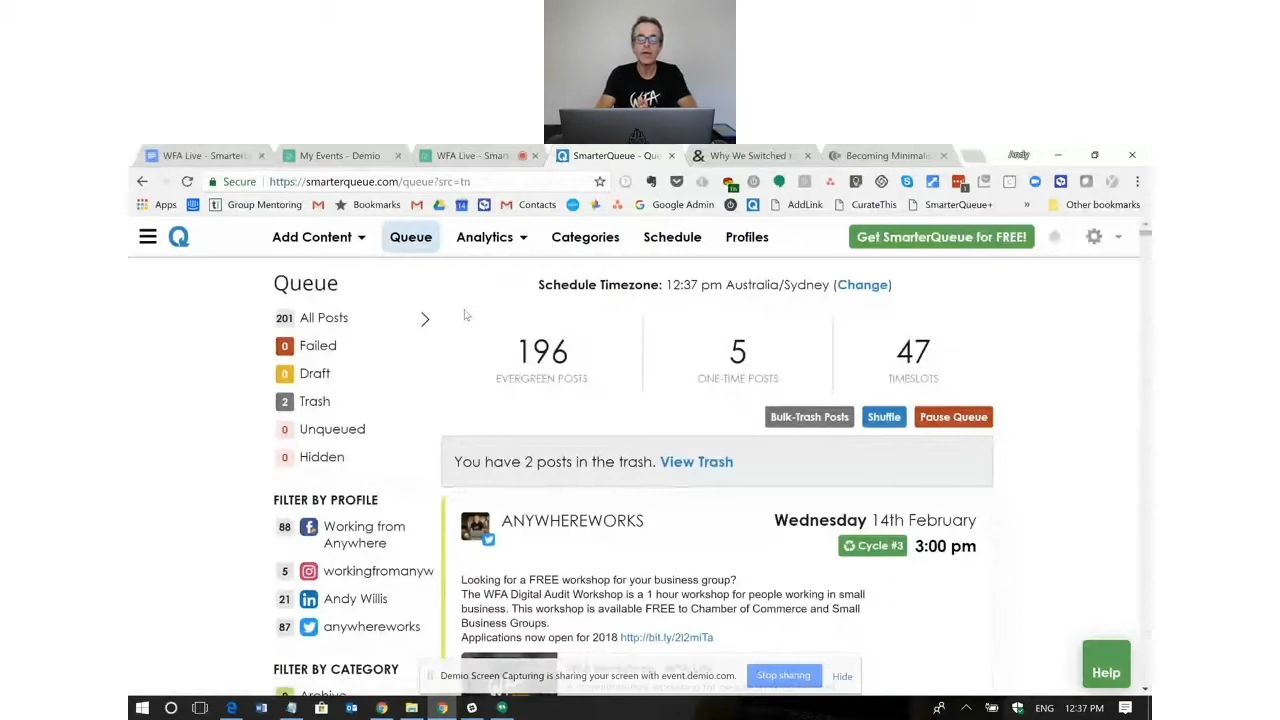 WFA
WFA Live - Smarter
My Events - Demio
WFA Live - Smar
SmarterQueue - Que
Why We Switched
Becoming Minimalis
Andy
Secure
https://smarterqueue.com/queue?src=tn
Apps
Group Mentoring
Bookmarks
Contacts
Google Admin
AddLink
CurateThis
SmarterQueue+
»
Other bookmarks
Add Content
Queue
Analytics
Categories
Schedule
Profiles
Get SmarterQueue for FREE!
Queue
Schedule Timezone: 12:37 pm Australia/Sydney (Change)
201 All Posts
0 Failed
0 Draft
2 Trash
0 Unqueued
0 Hidden
196
EVERGREEN POSTS
5
ONE-TIME POSTS
47
TIMESLOTS
Bulk-Trash Posts
Shuffle
Pause Queue
You have 2 posts in the trash. View Trash
FILTER BY PROFILE
88 Working from
Anywhere
5 workingfromanyw
21 Andy Willis
87 anywhereworks
FILTER BY CATEGORY
Archive
ANYWHEREWORKS
Wednesday 14th February
Cycle #3
3:00 pm
Looking for a FREE workshop for your business group?
The WFA Digital Audit Workshop is a 1 hour workshop for people working in small
business. This workshop is available FREE to Chamber of Commerce and Small
Business Groups.
Applications now open for 2018 http://bit.ly/2l2miTa
Demio Screen Capturing is sharing your screen with event.demio.com.
Stop sharing
Hide
Help
ENG
12:37 PM